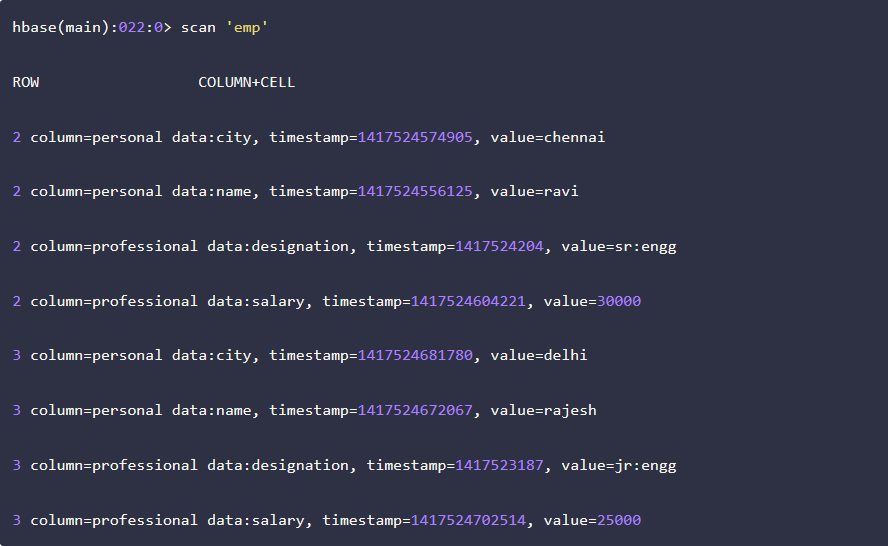 hbase(main):022:0> scan 'emp'
ROW COLUMN+CELL
2 column=personal data:city, timestamp=1417524574905, value=chennai
2 column=personal data:name, timestamp=1417524556125, value=ravi
2 column=professional data:designation, timestamp=1417524204, value=sr:engg
2 column=professional data:salary, timestamp=1417524604221, value=30000
3 column=personal data:city, timestamp=1417524681780, value=delhi
3 column=personal data:name, timestamp=1417524672067, value=rajesh
3 column=professional data:designation, timestamp=1417523187, value=jr:engg
3 column=professional data:salary, timestamp=1417524702514, value=25000